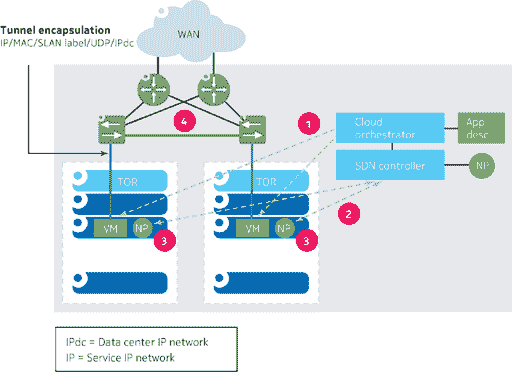 Tunnel encapsulation
IP/MAC/SLAN label/UDP/IPdc
WAN
4
1
Cloud
orchestrator
App
desc
SDN controller
NP
TOR
TOR
2
VM
NP
3
VM
NP
3
IPdc = Data center IP network
IP = Service IP network